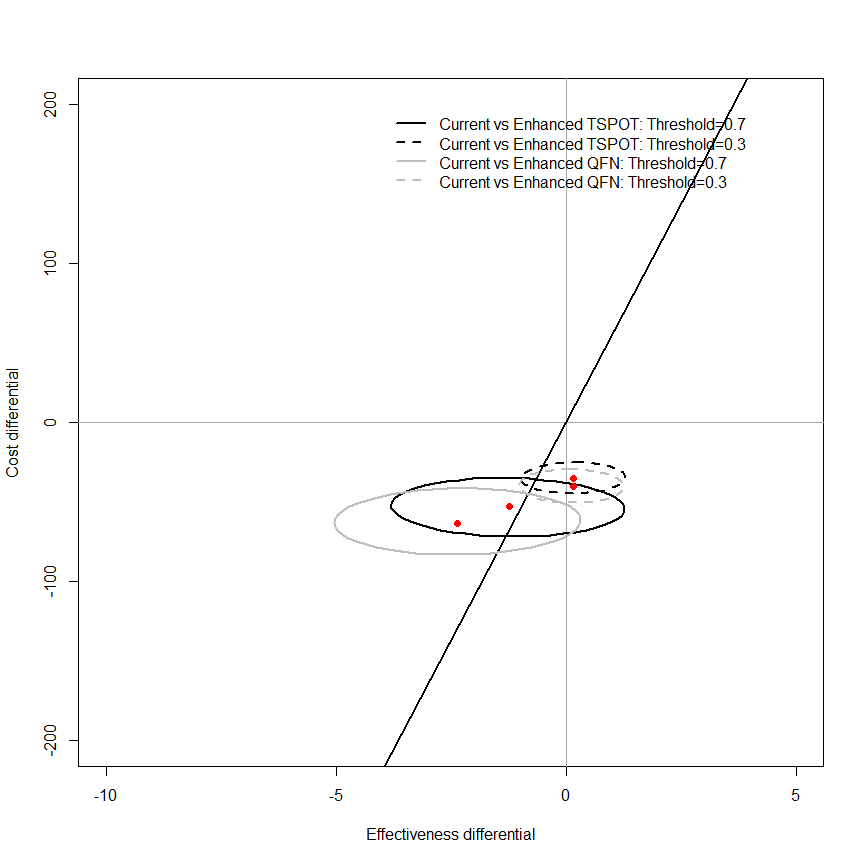 Current vs Enhanced TSPOT: Threshold=0.7
Current vs Enhanced TSPOT: Threshold=0.3
Current vs Enhanced QFN: Threshold=0.7
Current vs Enhanced QFN: Threshold=0.3
200
100
0
-100
-200
Cost differential
-10
-5
0
5
Effectiveness differential